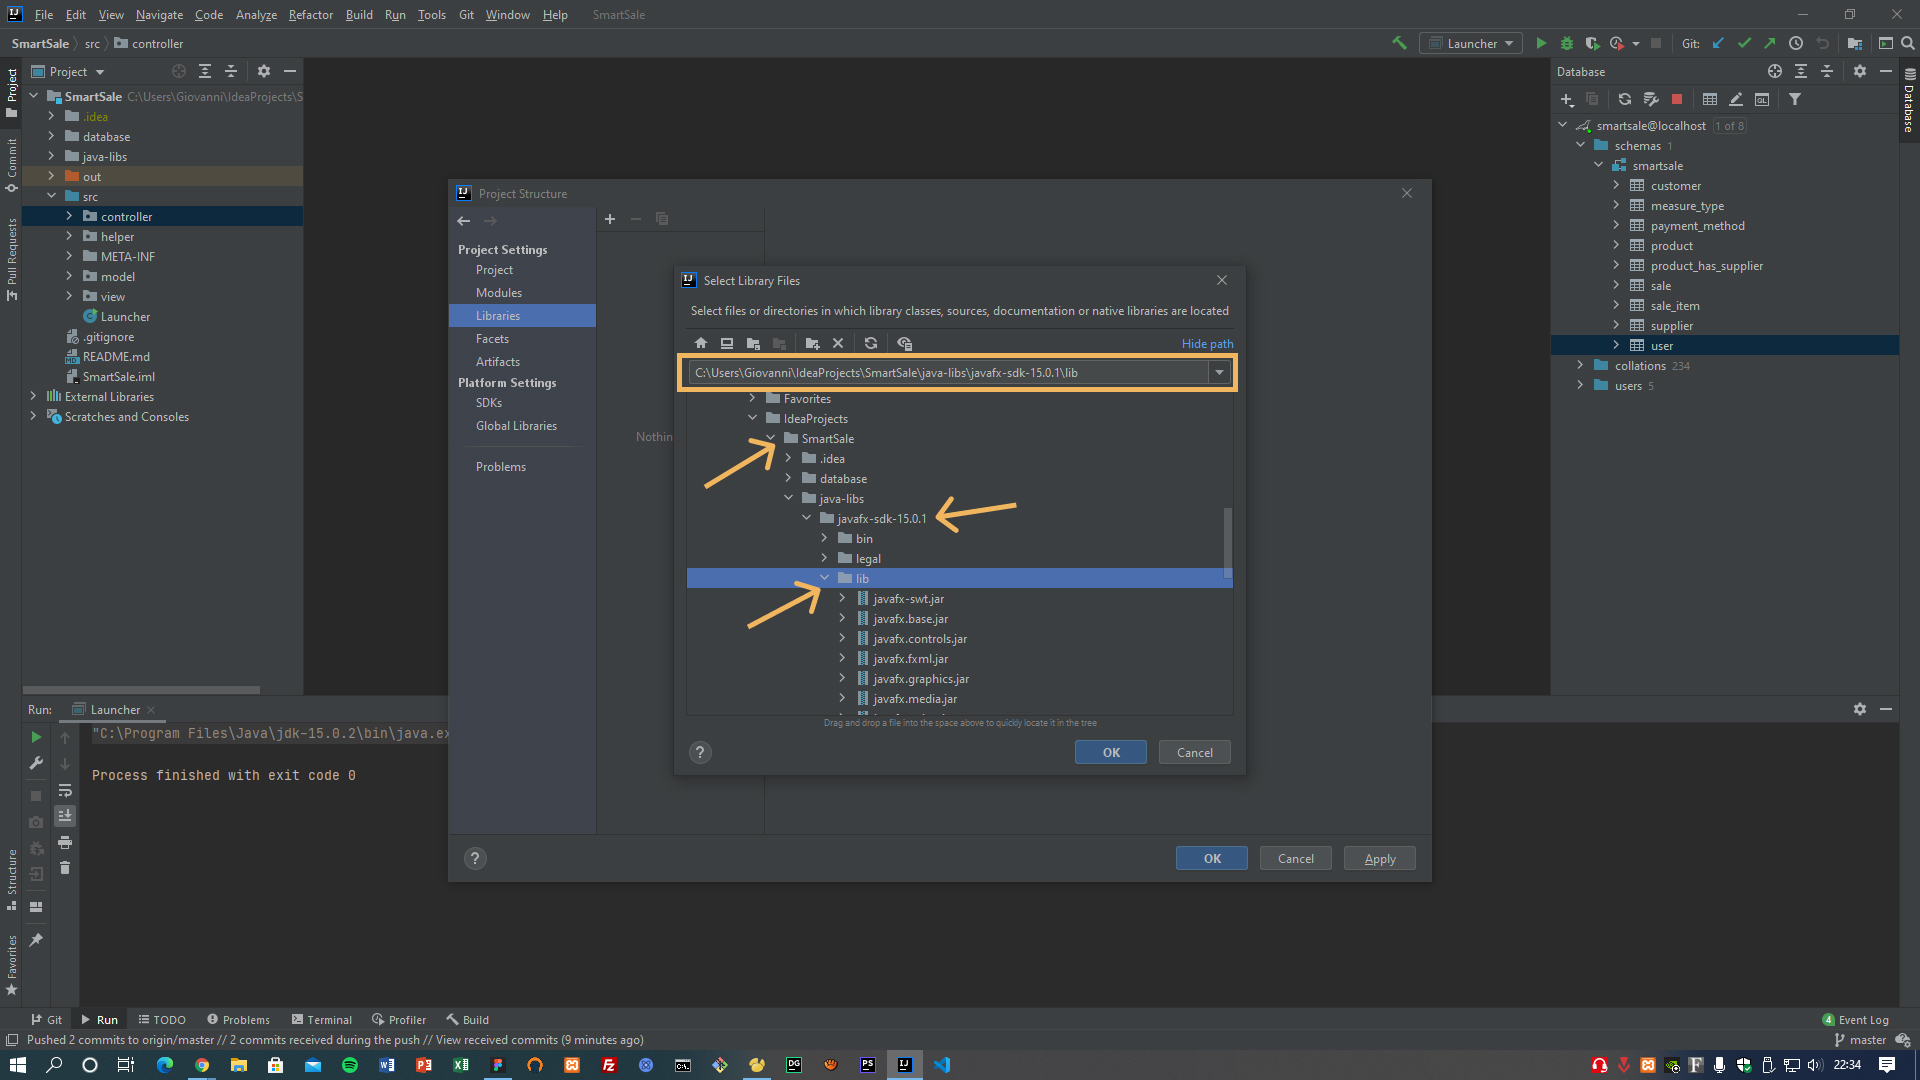 File Edit View Navigate Code Analyze Refactor Build Run Tools Git Window Help SmartSale
SmartSale src controller
Launcher
Git:
Project
SmartSale C:\Users\Giovanni\IdeaProjects\S
.idea
database
java-libs
out
src
controller
helper
META-INF
model
view
Launcher
.gitignore
README.md
SmartSale.iml
External Libraries
Scratches and Consoles
Project
Commit
Pull Requests
Structure
Favorites
Project Structure
Project Settings
Project
Modules
Libraries
Facets
Artifacts
Platform Settings
SDKs
Global Libraries
Problems
Nothin
Select Library Files
Select files or directories in which library classes, sources, documentation or native libraries are located
Hide path
C:\Users\Giovanni\IdeaProjects\SmartSale\java-libs\javafx-sdk-15.0.1\lib
Favorites
IdeaProjects
SmartSale
.idea
database
java-libs
javafx-sdk-15.0.1
bin
legal
lib
javafx-swt.jar
javafx.base.jar
javafx.controls.jar
javafx.fxml.jar
javafx.graphics.jar
javafx.media.jar
Drag and drop a file into the space above to quickly locate it in the tree
? OK Cancel
? OK Cancel Apply
Database
Database
smartsale@localhost 1 of 8
schemas 1
smartsale
customer
measure_type
payment_method
product
product_has_supplier
sale
sale_item
supplier
user
collations 234
users 5
Run: Launcher
"C:\Program Files\Java\jdk-15.0.2\bin\java.ex
Process finished with exit code 0
Git Run TODO Problems Terminal Profiler Build
4 Event Log
Pushed 2 commits to origin/master // 2 commits received during the push // View received commits (9 minutes ago)
master
22:34